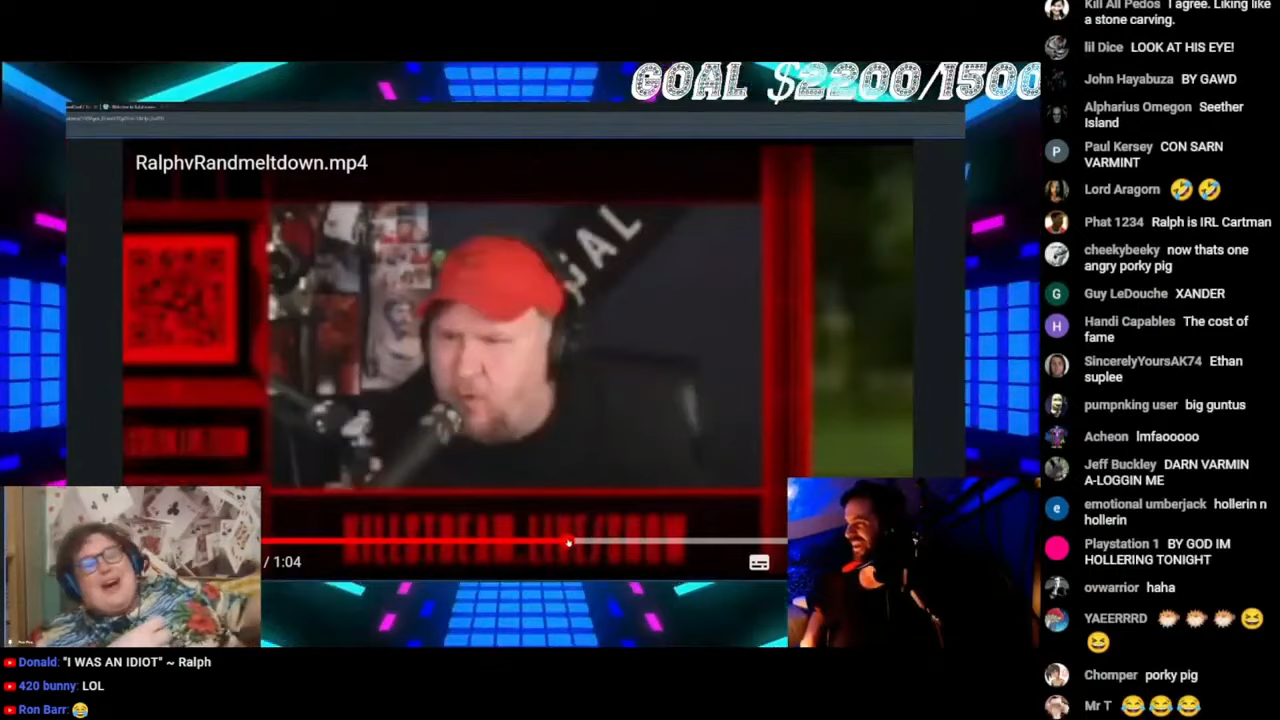 Kill All Pedos I agree. Liking like
a stone carving.
lil Dice LOOK AT HIS EYE!
John Hayabuza BY GAWD
Alpharius Omegon Seether
Island
P
Paul Kersey CON SARN
VARMINT
Lord Aragorn 🤣🤣
Phat 1234 Ralph is IRL Cartman
cheekybeeky now thats one
angry porky pig
G
Guy LeDouche XANDER
H
Handi Capables The cost of
fame
SincerelyYoursAK74 Ethan
suplee
pumpnking user big guntus
Acheon lmfaooooo
Jeff Buckley DARN VARMIN
A-LOGGIN ME
e
emotional umberjack hollerin n
hollerin
Playstation 1 BY GOD IM
HOLLERING TONIGHT
ovwarrior haha
YAEERRRD 🐡🐡🐡😆
😆
Chomper porky pig
Mr T 😂😂😂
GOAL $2200/1500
RalphvRandmeltdown.mp4
/ 1:04
Donald: "I WAS AN IDIOT" ~ Ralph
420 bunny: LOL
Ron Barr: 😂